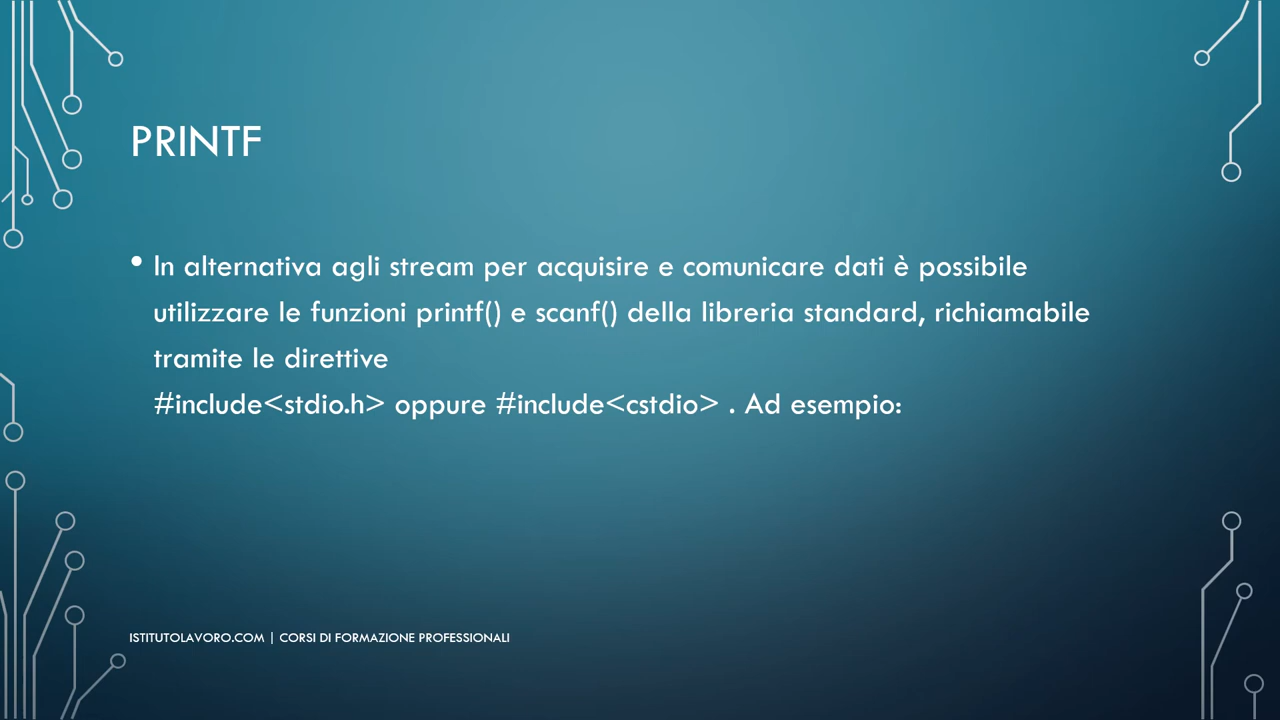 PRINTF
• In alternativa agli stream per acquisire e comunicare dati è possibile
utilizzare le funzioni printf() e scanf() della libreria standard, richiamabile
tramite le direttive
#include<stdio.h> oppure #include<cstdio> . Ad esempio:
ISTITUTOLAVORO.COM | CORSI DI FORMAZIONE PROFESSIONALI